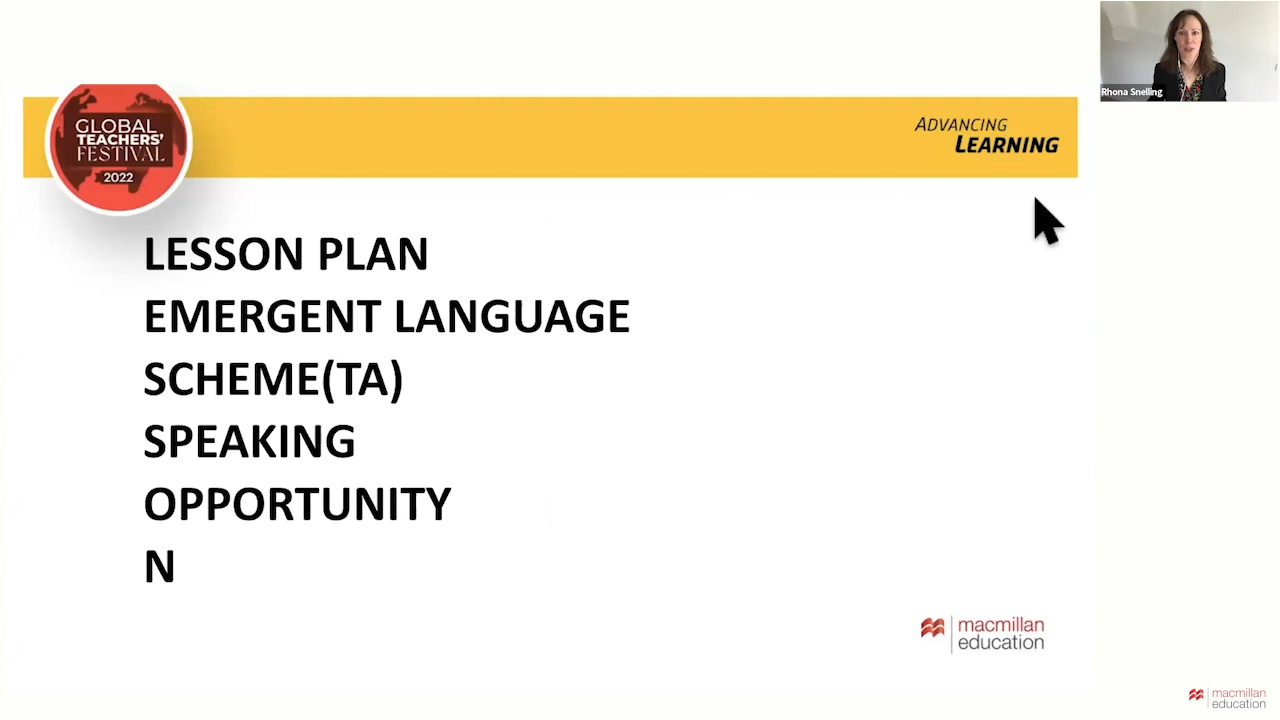 Rhona Snelling
GLOBAL
TEACHERS'
FESTIVAL
2022
ADVANCING
LEARNING
LESSON PLAN
EMERGENT LANGUAGE
SCHEME(TA)
SPEAKING
OPPORTUNITY
N
macmillan
education
macmillan
education